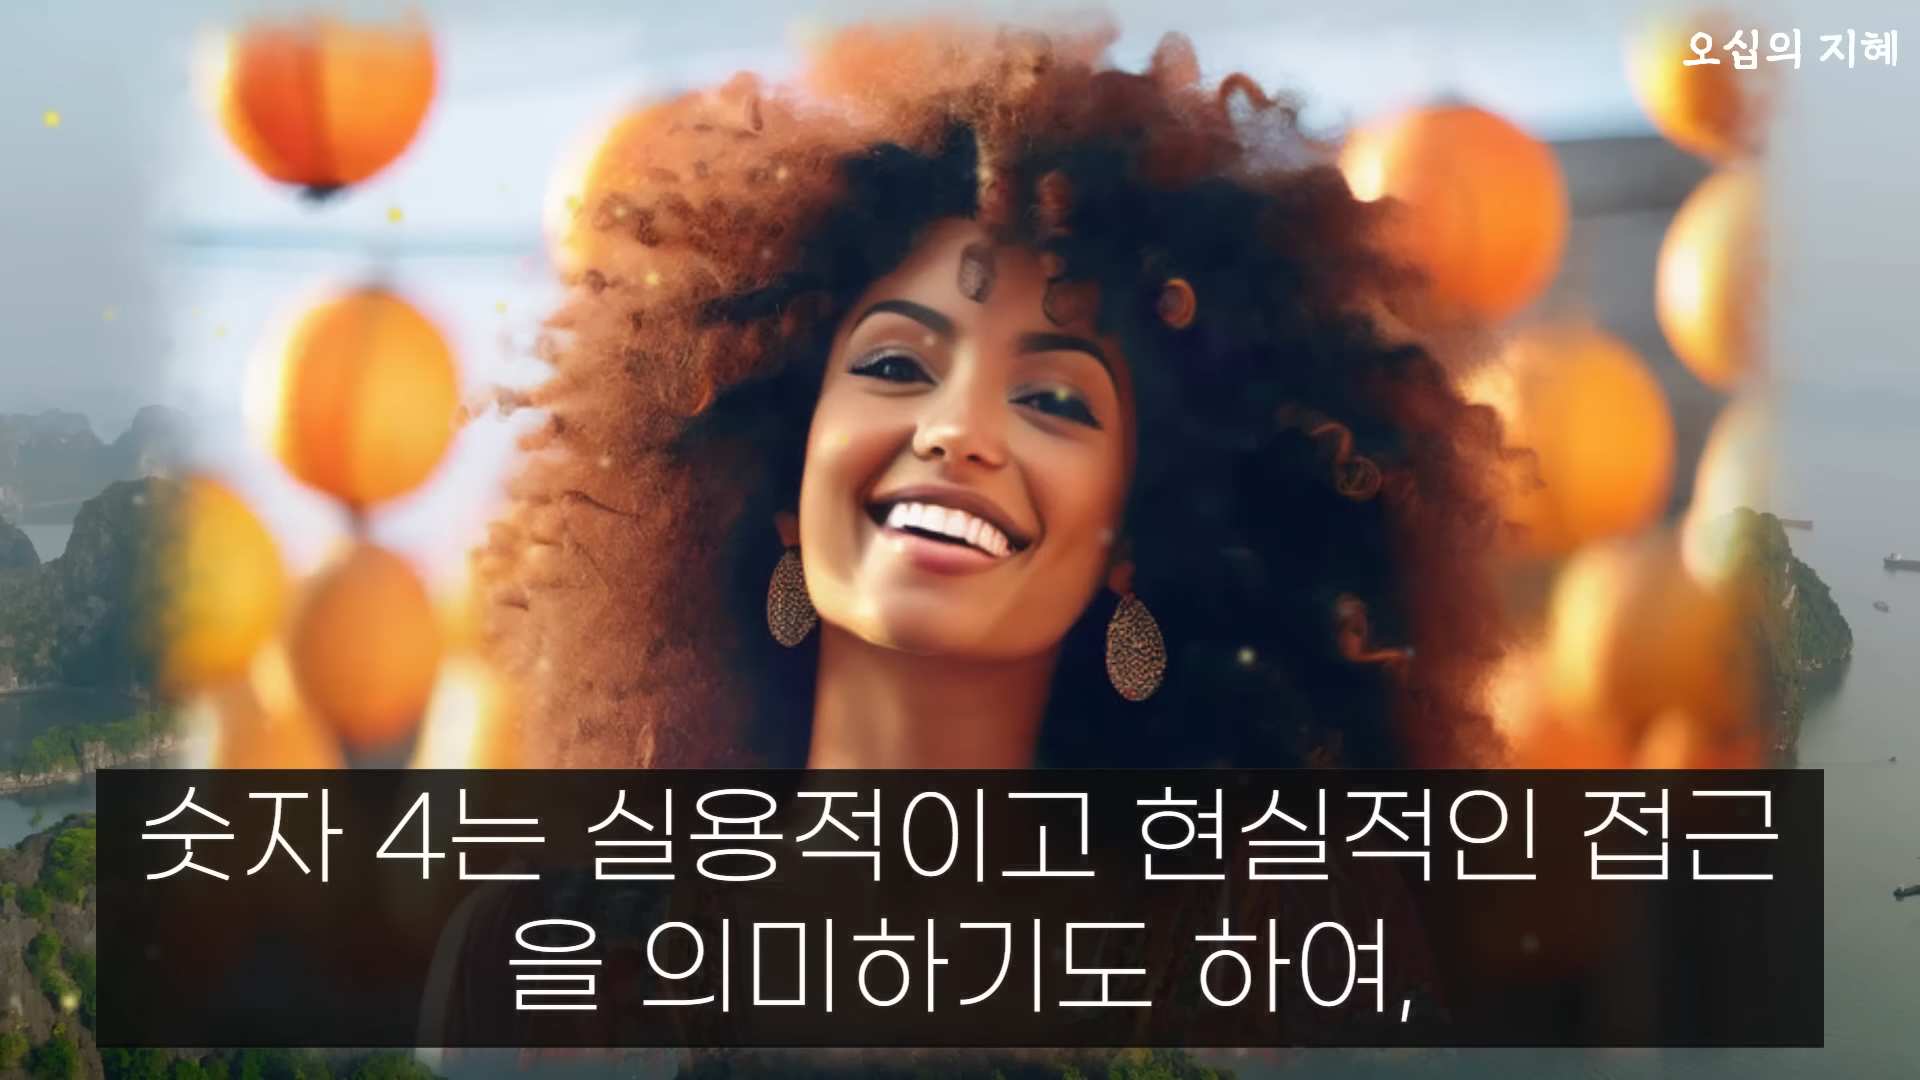 오십의 지혜
숫자 4는 실용적이고 현실적인 접근
을 의미하기도 하여,